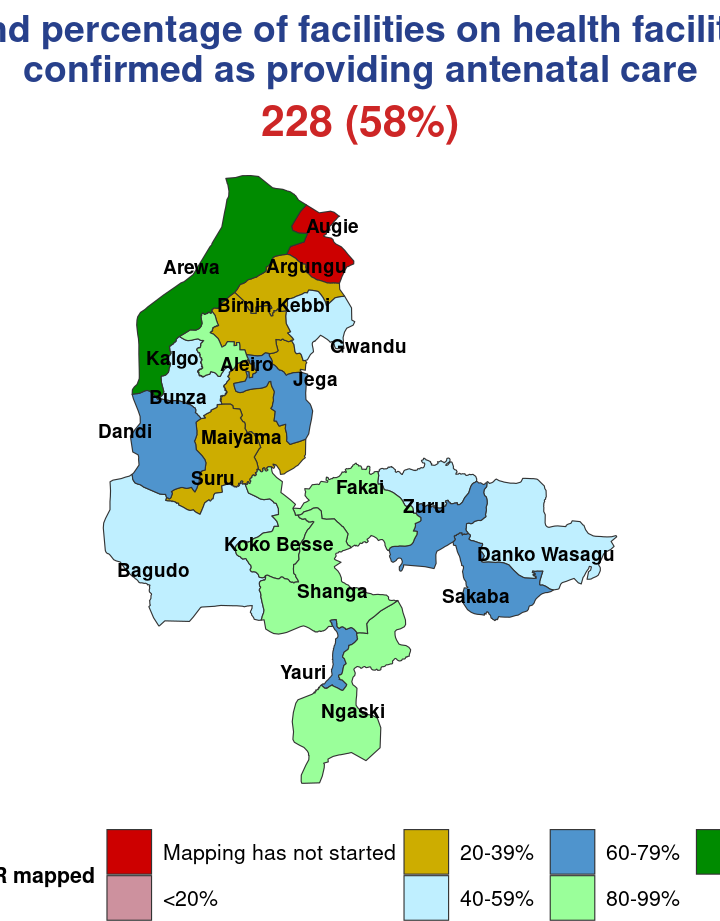 percentage of facilities on health
confirmed as providing antenatal care
228 (58%)
Augie
Arewa
Argungu
Birnin Kebbi
Gwandu
Kalgo
Aleiro
Jega
Bunza
Dandi
Maiyama
Suru
Fakai
Zuru
Koko Besse
Danko Wasagu
Bagudo
Shanga
Sakaba
Yauri
Ngaski
R mapped
Mapping has not started
20-39%
60-79%
<20%
40-59%
80-99%